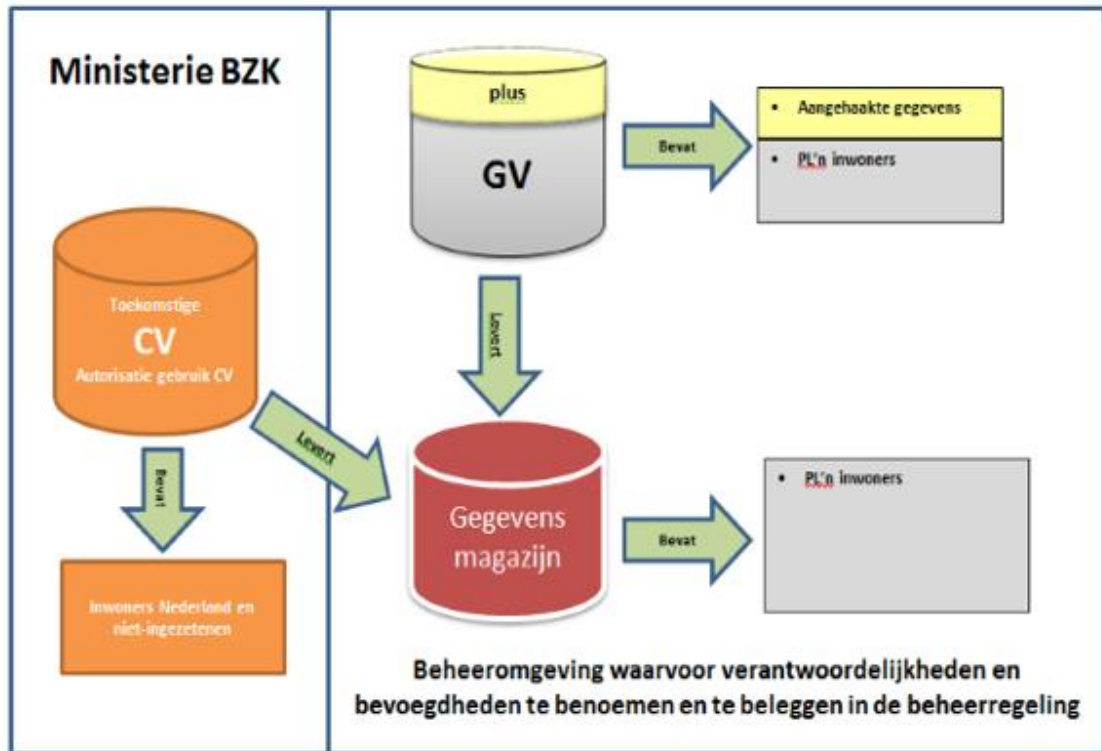 Ministerie BZK
Toekomstige
CV
Autorisatie gebruik CV
Bevat
Inwoners Nederland en
niet-ingezetenen
Levert
plus
GV
Bevat
• Aangehaakte gegevens
• PL'n inwoners
Levert
Gegevens
magazijn
Bevat
• PL'n inwoners
Beheeromgeving waarvoor verantwoordelijkheden en
bevoegdheden te benoemen en te beleggen in de beheerregeling